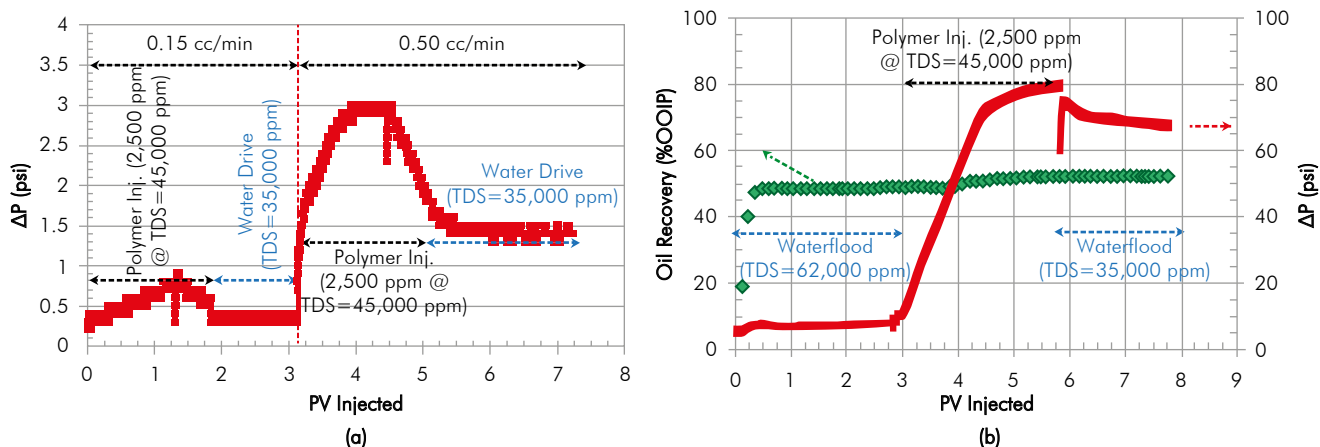 4
3.5
3
2.5
2
1.5
1
0.5
0
ΔP (psi)
0.15 cc/min
0.50 cc/min
Polymer Inj. (2,500 ppm
@ TDS=45,000 ppm)
Water Drive
(TDS=35,000 ppm)
Water Drive
(TDS=35,000 ppm)
Polymer Inj.
(2,500 ppm @
TDS=45,000 ppm)
0 1 2 3 4 5 6 7 8
PV Injected
(a)
100
80
60
40
20
0
Oil Recovery (%OOIP)
Polymer Inj. (2,500 ppm
@ TDS=45,000 ppm)
Waterflood
(TDS=62,000 ppm)
Waterflood
(TDS=35,000 ppm)
100
80
60
40
20
0
ΔP (psi)
0 1 2 3 4 5 6 7 8 9
PV Injected
(b)